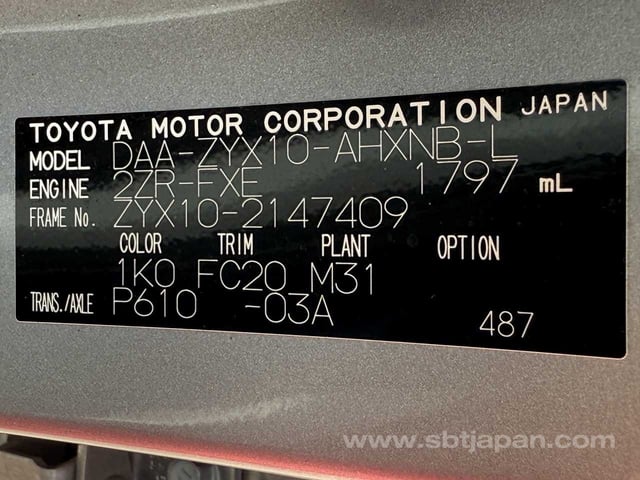 TOYOTA MOTOR CORPORATION JAPAN
MODEL DAA-ZYX10-AHXNB-L
ENGINE 2ZR-FXE 1797 mL
FRAME No. ZYX10-2147409
COLOR TRIM PLANT OPTION
1K0 FC20 M31
TRANS./AXLE P610 -03A
487
www.sbtjapan.com